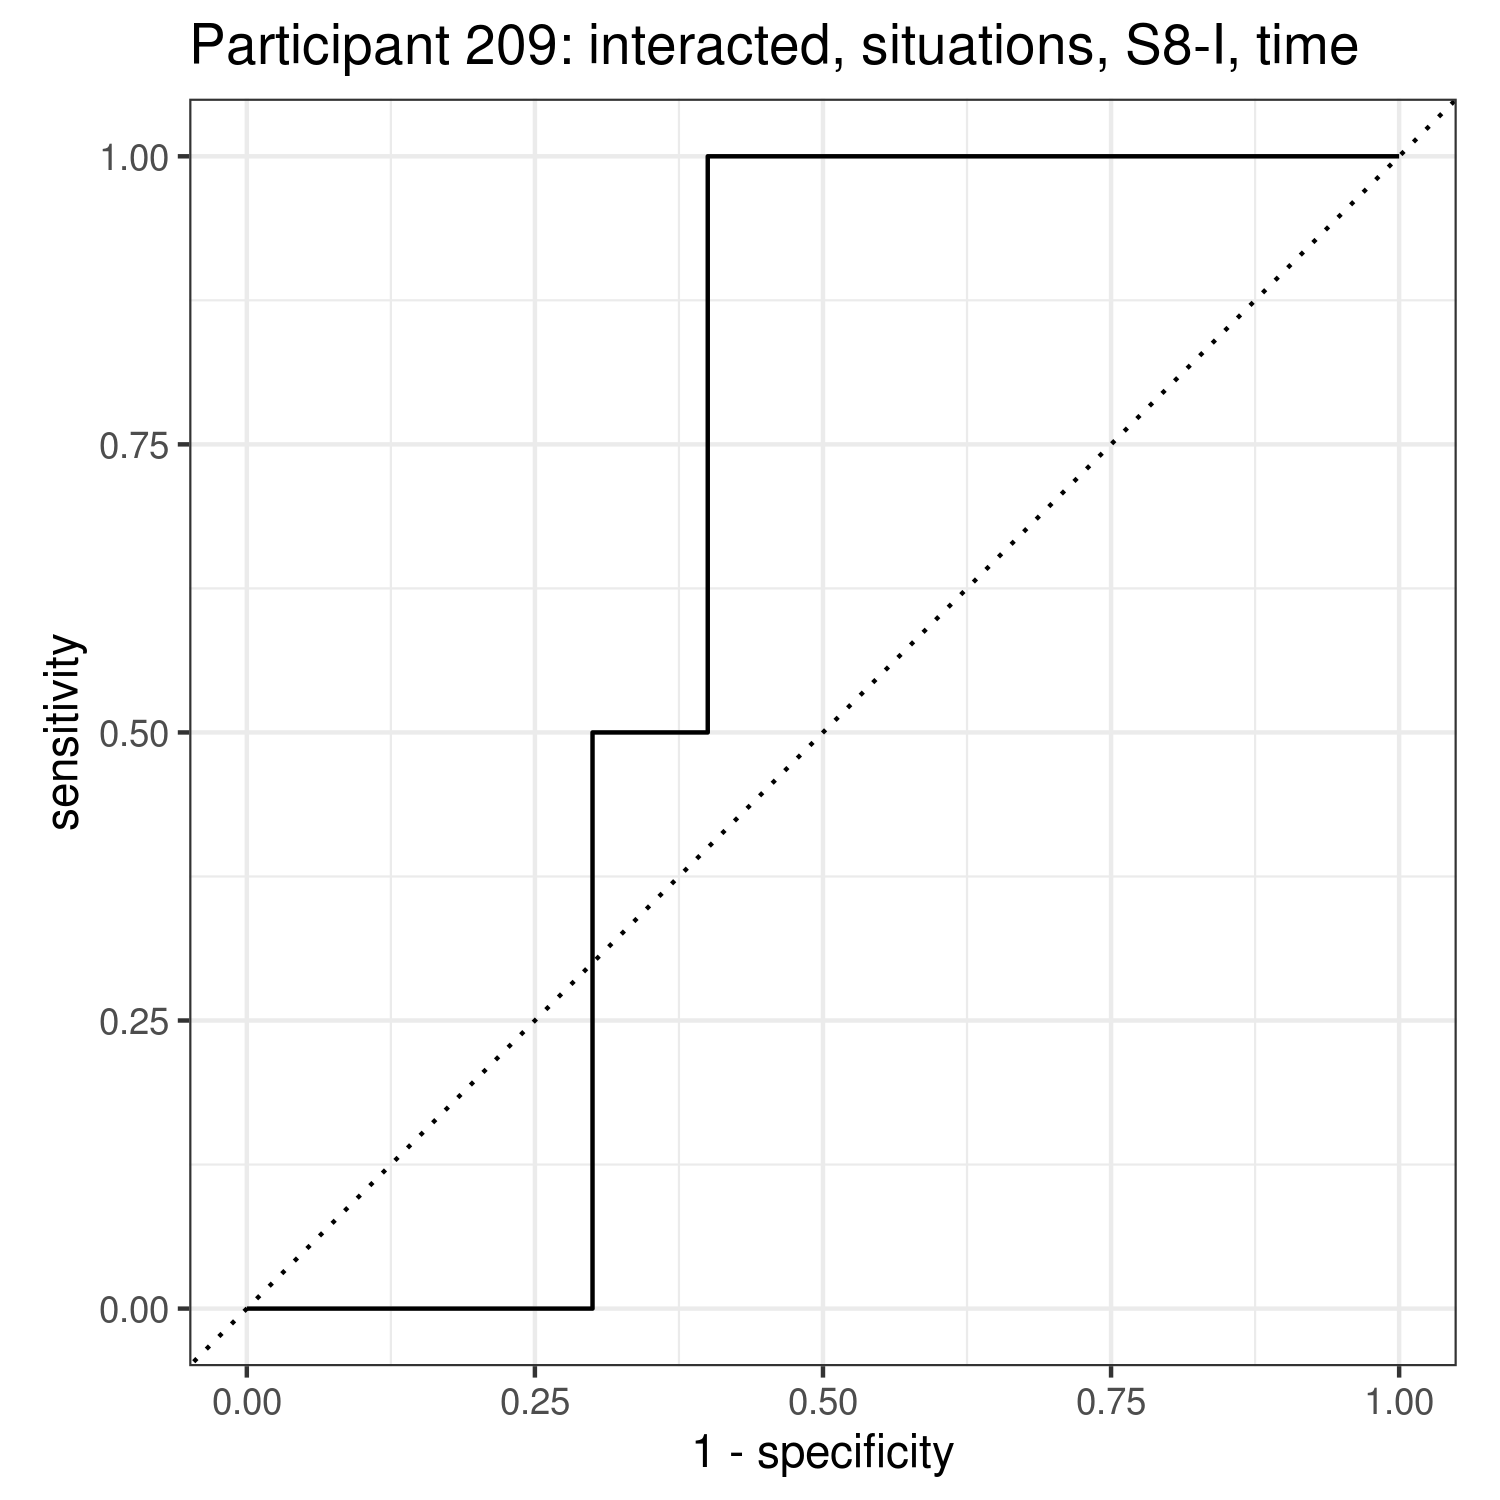 Participant 209: interacted, situations, S8-I, time
1.00
0.75
0.50
0.25
0.00
sensitivity
0.00 0.25 0.50 0.75 1.00
1 - specificity